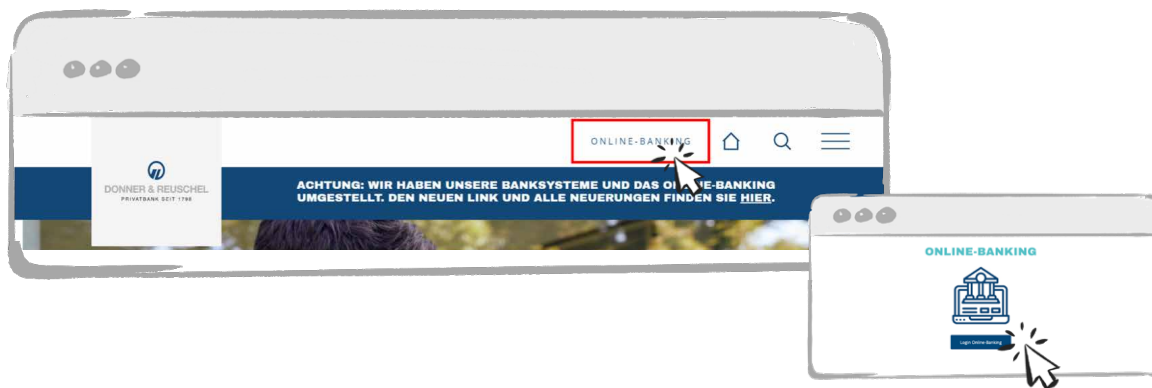 ONLINE-BANKING
DONNER & REUSCHEL
PRIVATBANK SEIT 1798
ACHTUNG: WIR HABEN UNSERE BANKSYSTEME UND DAS ONLINE-BANKING
UMGESTELLT. DEN NEUEN LINK UND ALLE NEUERUNGEN FINDEN SIE HIER.
ONLINE-BANKING
Login Online-Banking